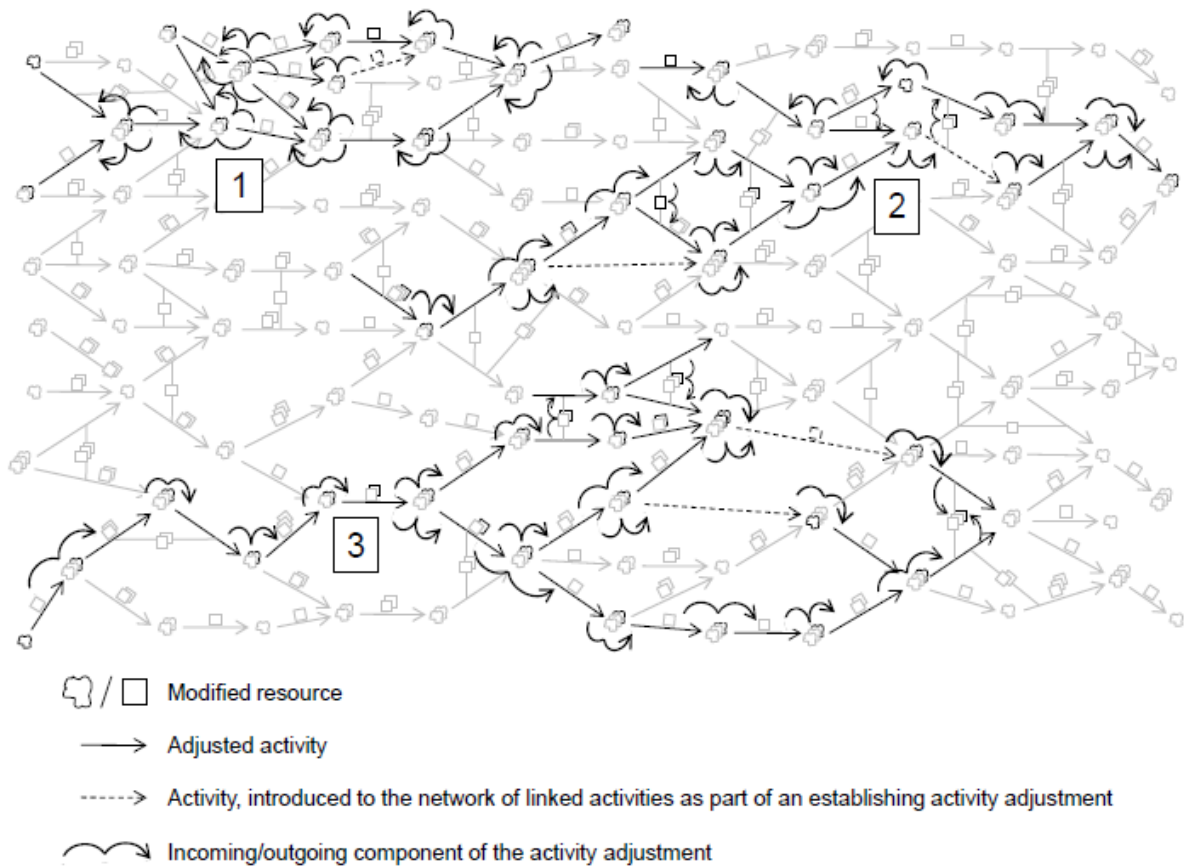 1
2
3
/
Modified resource
Adjusted activity
Activity, introduced to the network of linked activities as part of an establishing activity adjustment
Incoming/outgoing component of the activity adjustment